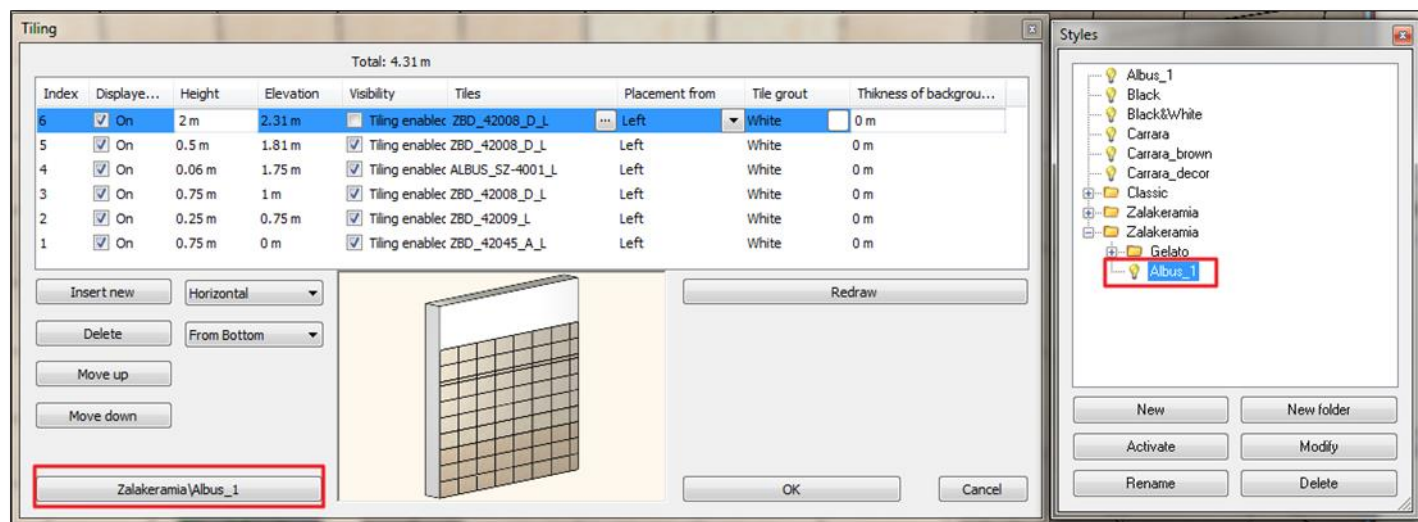 Tiling
Total: 4.31 m
Index Displaye... Height Elevation Visibility Tiles Placement from Tile grout Thikness of backgrou...
6 On 2 m 2.31 m Tiling enablec ZBD_42008_D_L ... Left White 0 m
5 On 0.5 m 1.81 m Tiling enablec ZBD_42008_D_L Left White 0 m
4 On 0.06 m 1.75 m Tiling enablec ALBUS_SZ-4001_L Left White 0 m
3 On 0.75 m 1 m Tiling enablec ZBD_42008_D_L Left White 0 m
2 On 0.25 m 0.75 m Tiling enablec ZBD_42009_L Left White 0 m
1 On 0.75 m 0 m Tiling enablec ZBD_42045_A_L Left White 0 m
Insert new Horizontal Redraw
Delete From Bottom
Move up
Move down
Zalakeramia\Albus_1 OK Cancel
Styles
Albus_1
Black
Black&White
Carrara
Carrara_brown
Carrara_decor
Classic
Zalakeramia
Zalakeramia
Gelato
Albus_1
New New folder
Activate Modify
Rename Delete